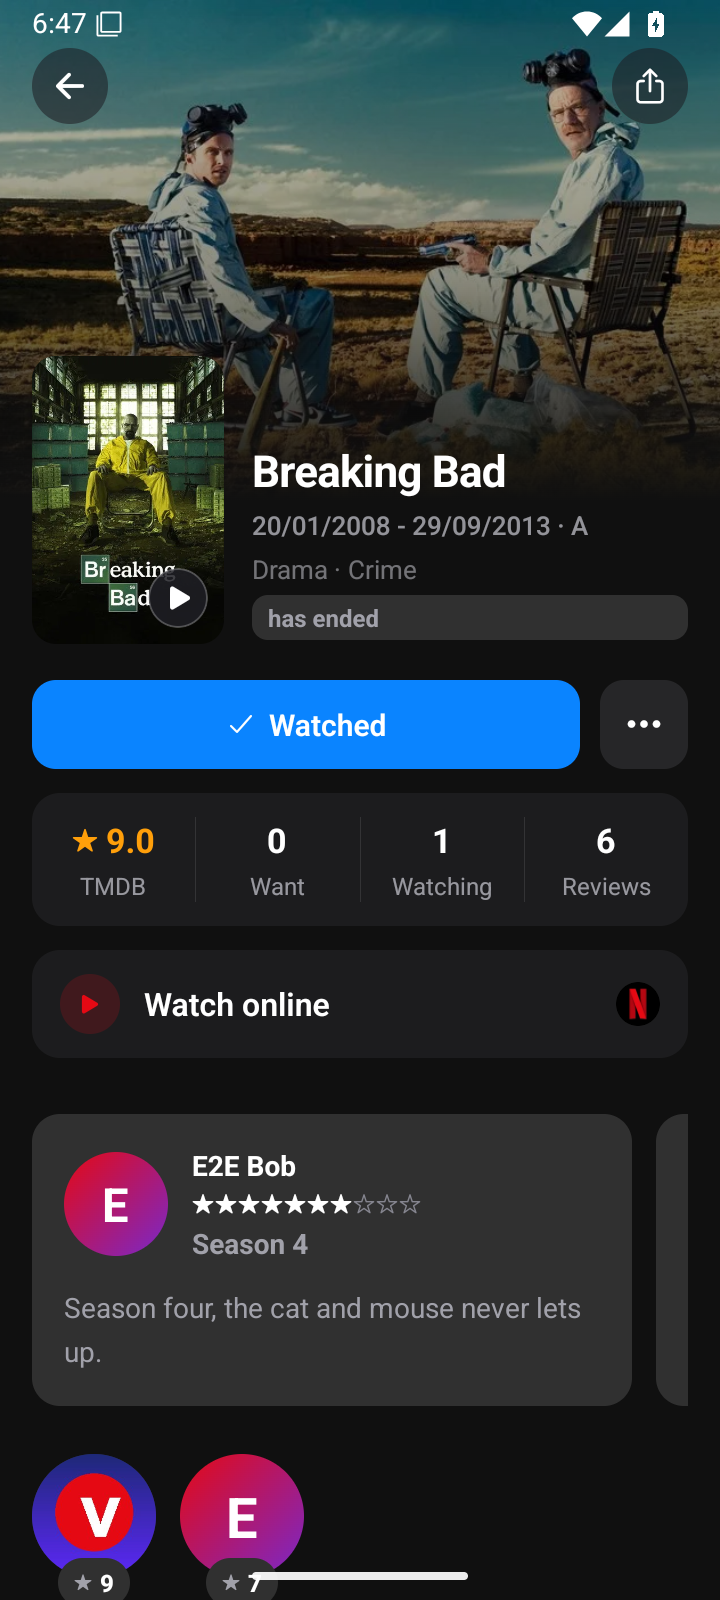 6:47
Breaking Bad
20/01/2008 - 29/09/2013 · A
Drama · Crime
has ended
Breaking
Bad
Watched
9.0
TMDB
0
Want
1
Watching
6
Reviews
Watch online
N
E
E2E Bob
Season 4
Season four, the cat and mouse never lets
up.
V
E
9
7